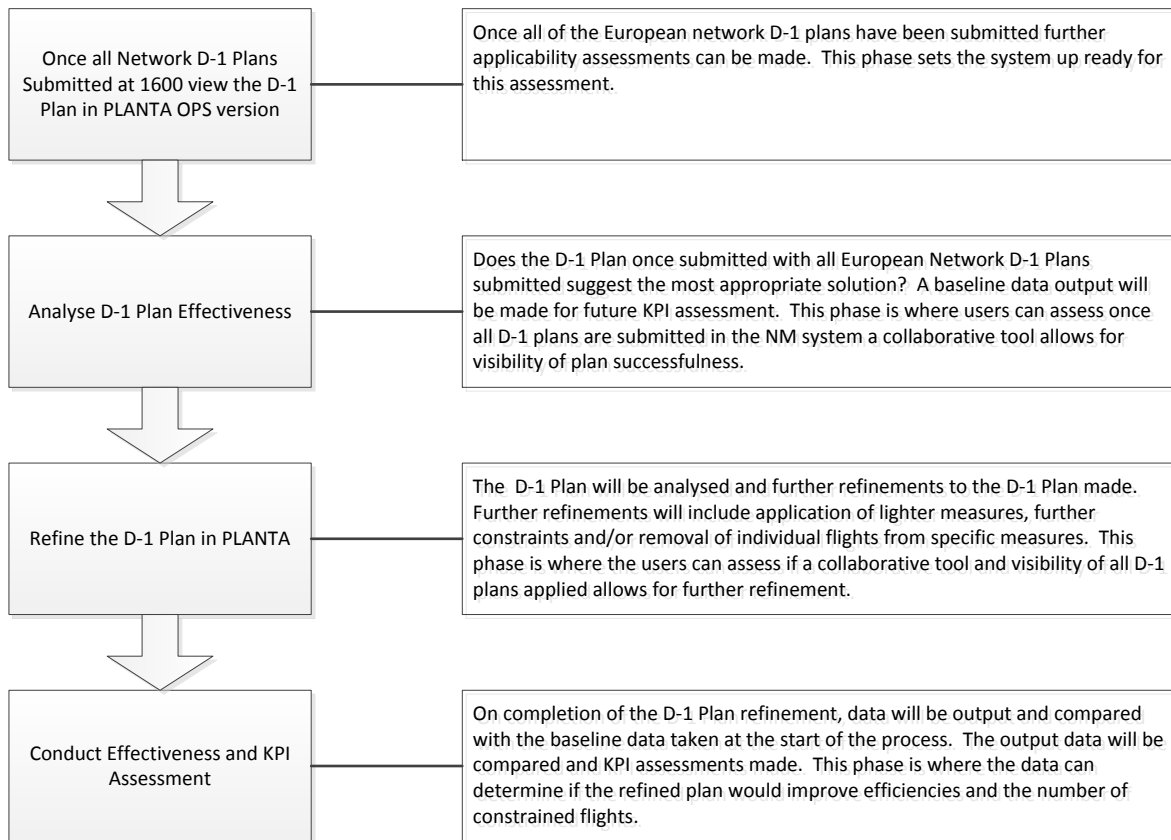 Once all Network D-1 Plans
Submitted at 1600 view the D-1
Plan in PLANTA OPS version
Once all of the European network D-1 plans have been submitted further
applicability assessments can be made.  This phase sets the system up ready for
this assessment.
Analyse D-1 Plan Effectiveness
Does the D-1 Plan once submitted with all European Network D-1 Plans
submitted suggest the most appropriate solution?  A baseline data output will
be made for future KPI assessment.  This phase is where users can assess once
all D-1 plans are submitted in the NM system a collaborative tool allows for
visibility of plan successfulness.
Refine the D-1 Plan in PLANTA
The  D-1 Plan will be analysed and further refinements to the D-1 Plan made.
Further refinements will include application of lighter measures, further
constraints and/or removal of individual flights from specific measures.  This
phase is where the users can assess if a collaborative tool and visibility of all D-1
plans applied allows for further refinement.
Conduct Effectiveness and KPI
Assessment
On completion of the D-1 Plan refinement, data will be output and compared
with the baseline data taken at the start of the process.  The output data will be
compared and KPI assessments made.  This phase is where the data can
determine if the refined plan would improve efficiencies and the number of
constrained flights.